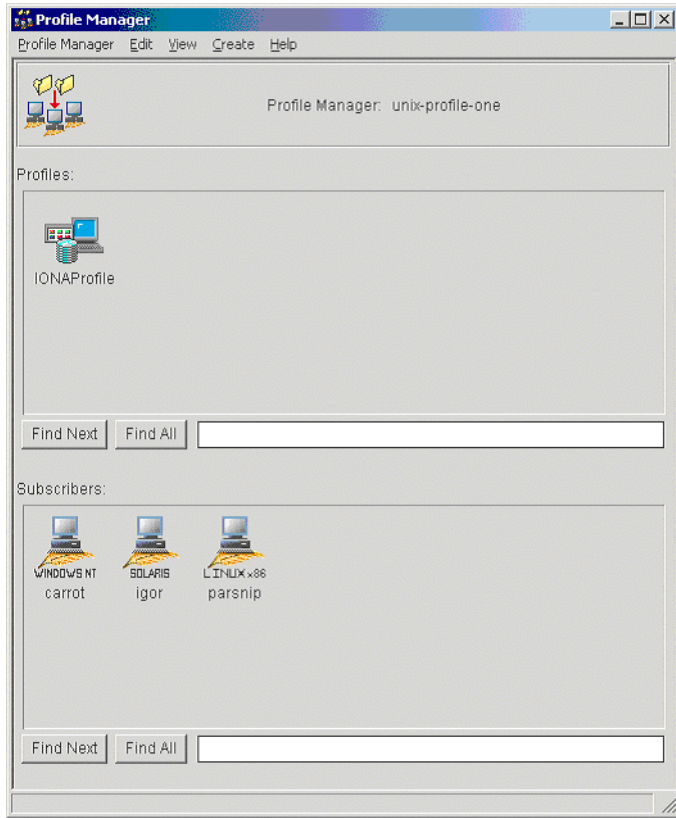 Profile Manager
Profile Manager Edit View Create Help
Profile Manager: unix-profile-one
Profiles:
IONAProfile
Find Next Find All
Subscribers:
WINDOWS NT SOLARIS LINUX x86
carrot igor parsnip
Find Next Find All